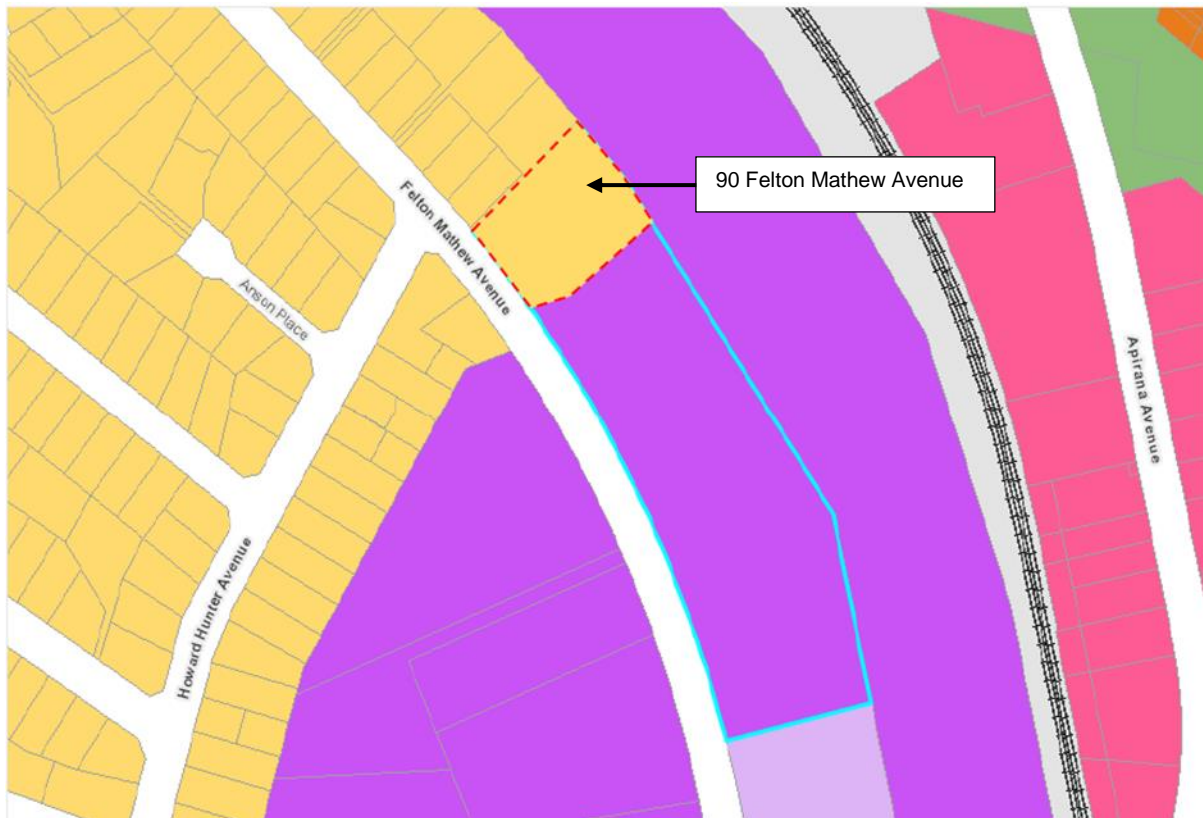 90 Felton Mathew Avenue
Felton Mathew Avenue
Anson Place
Apirana Avenue
Howard Hunter Avenue